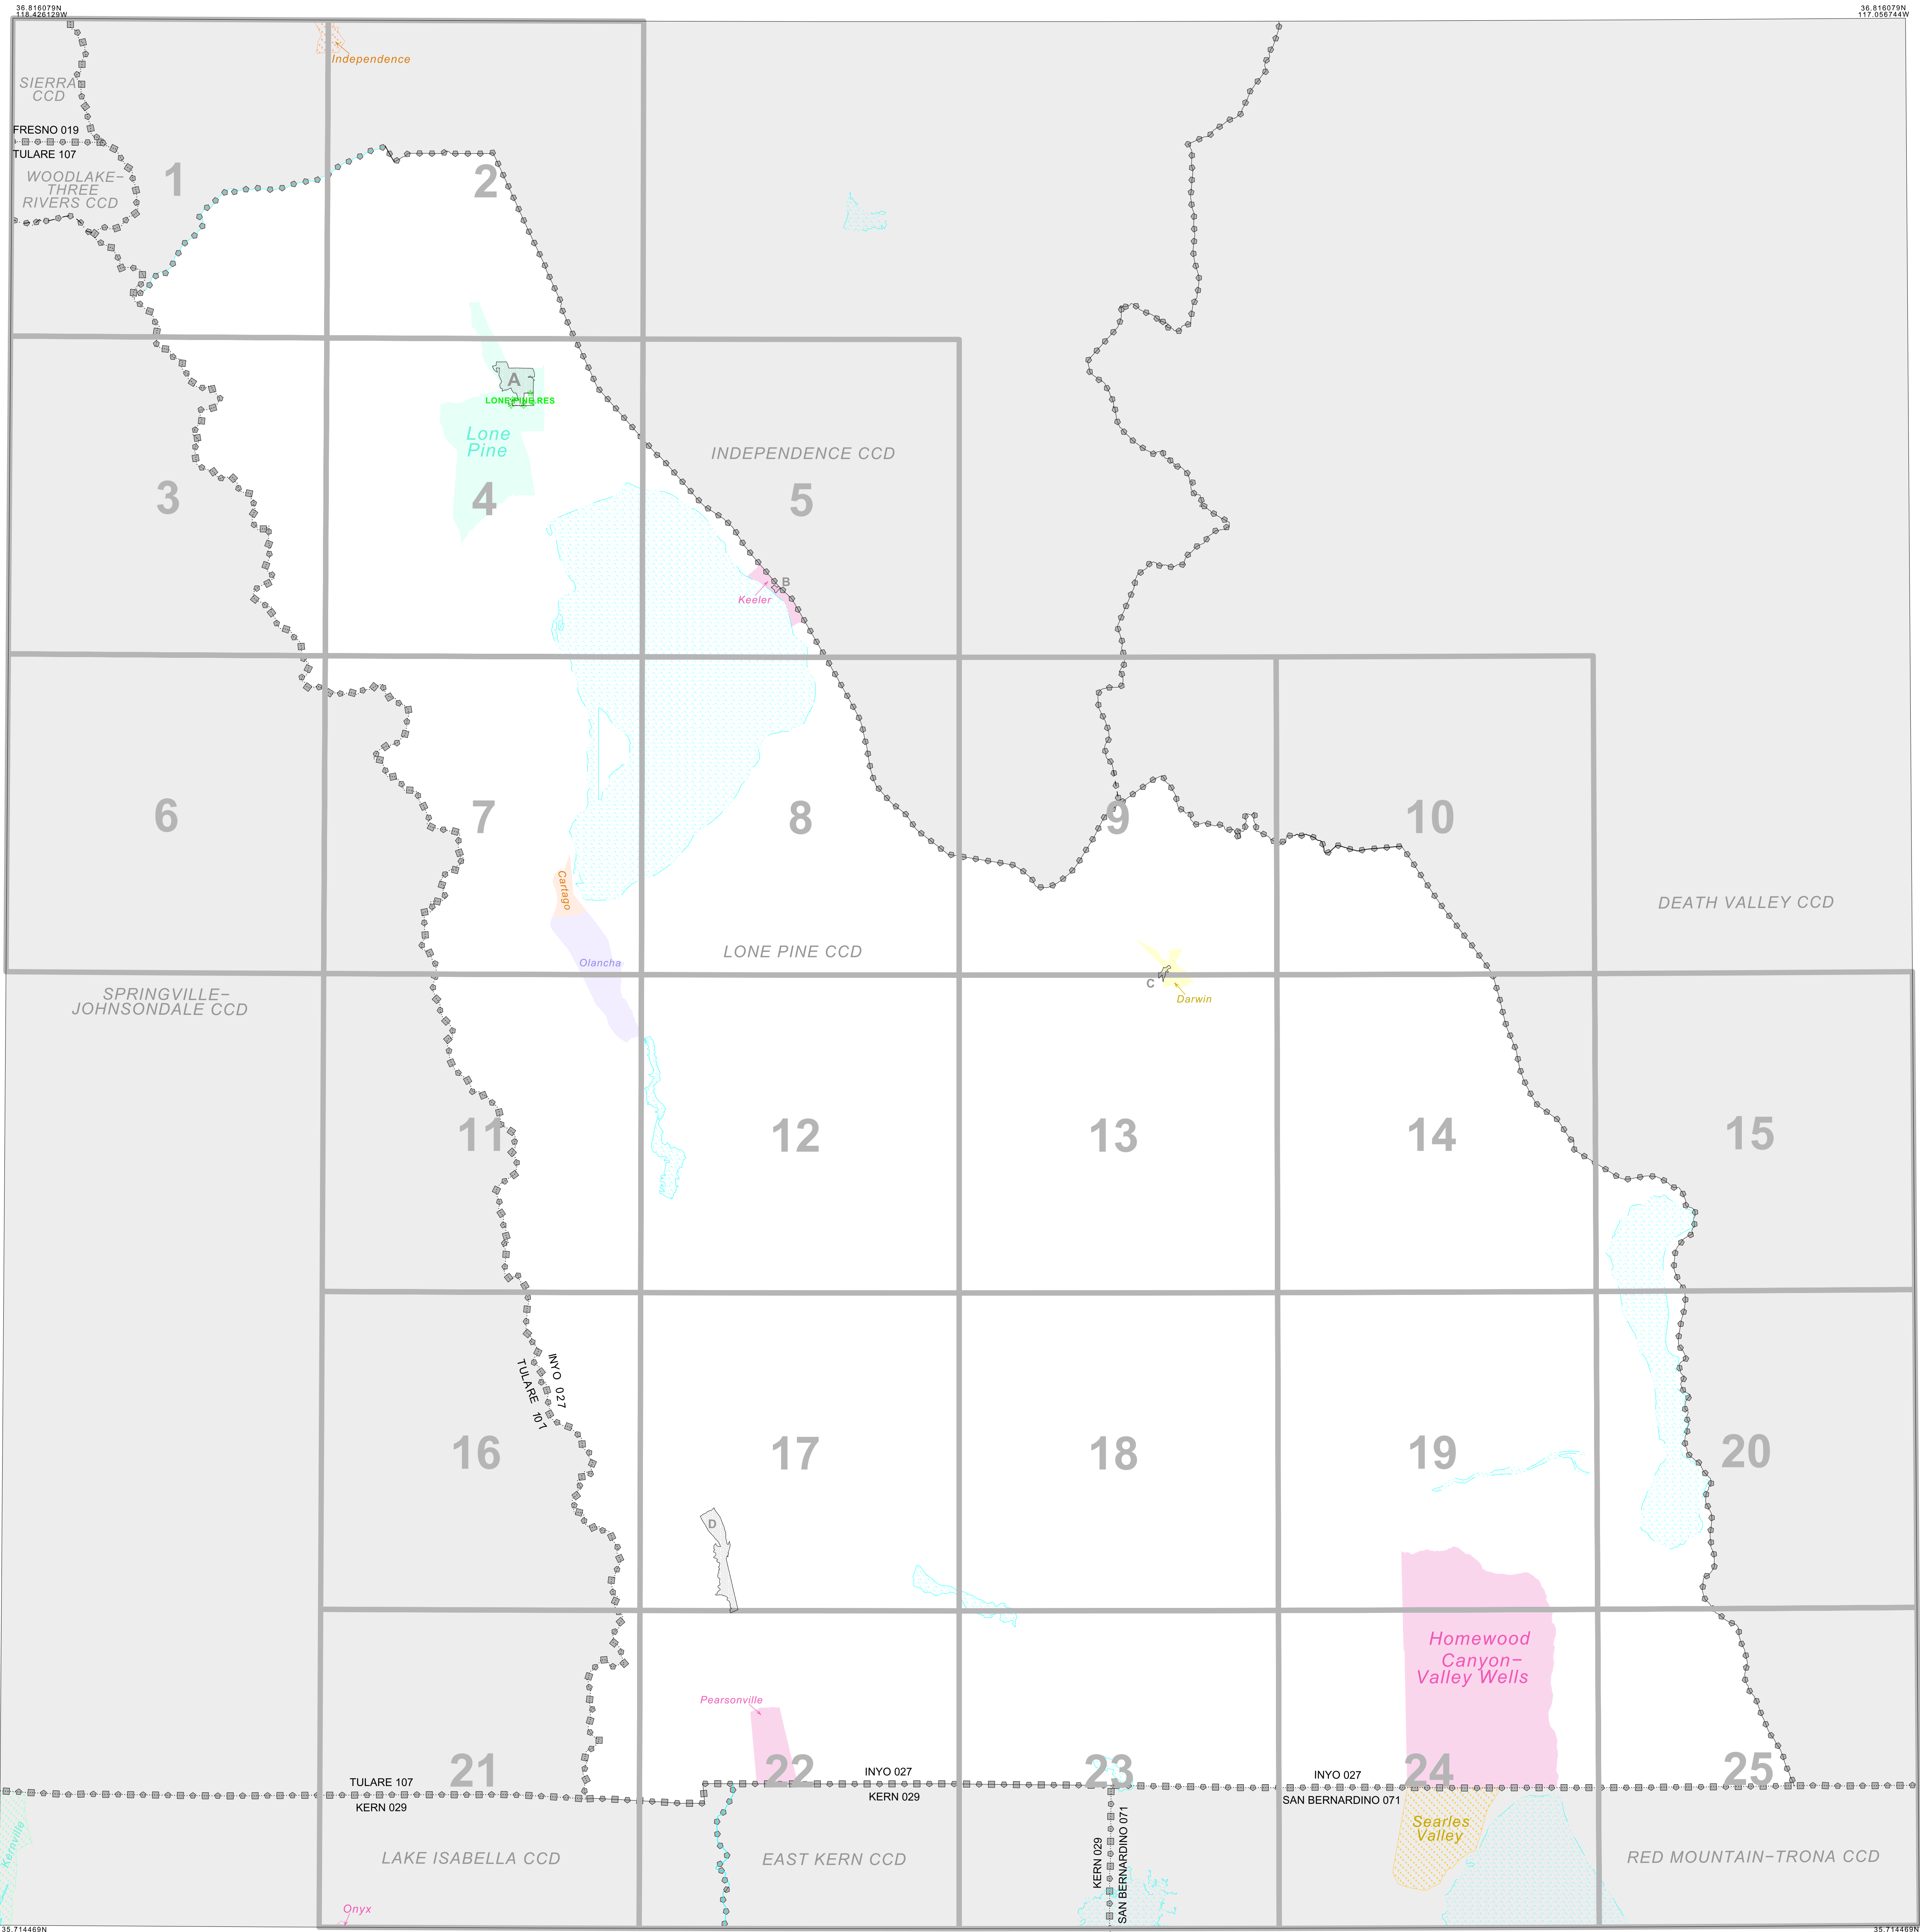 36.816079N
118.426129W
36.816079N
117.056744W
Independence
SIERRA
CCD
FRESNO 019
TULARE 107
WOODLAKE-
THREE
RIVERS CCD
1
2
A
LONE PINE RES
Lone
Pine
INDEPENDENCE CCD
3
4
5
B
Keeler
6
7
8
9
10
Cartago
DEATH VALLEY CCD
LONE PINE CCD
Olancha
C
Darwin
SPRINGVILLE-
JOHNSONDALE CCD
11
12
13
14
15
INYO 027
TULARE 107
16
17
18
19
20
D
Homewood
Canyon-
Valley Wells
Pearsonville
21
22
23
24
25
TULARE 107
KERN 029
INYO 027
KERN 029
INYO 027
SAN BERNARDINO 071
KERN 029
SAN BERNARDINO 071
Searles
Valley
Kernville
LAKE ISABELLA CCD
EAST KERN CCD
RED MOUNTAIN-TRONA CCD
Onyx
35.714469N
35.714469N